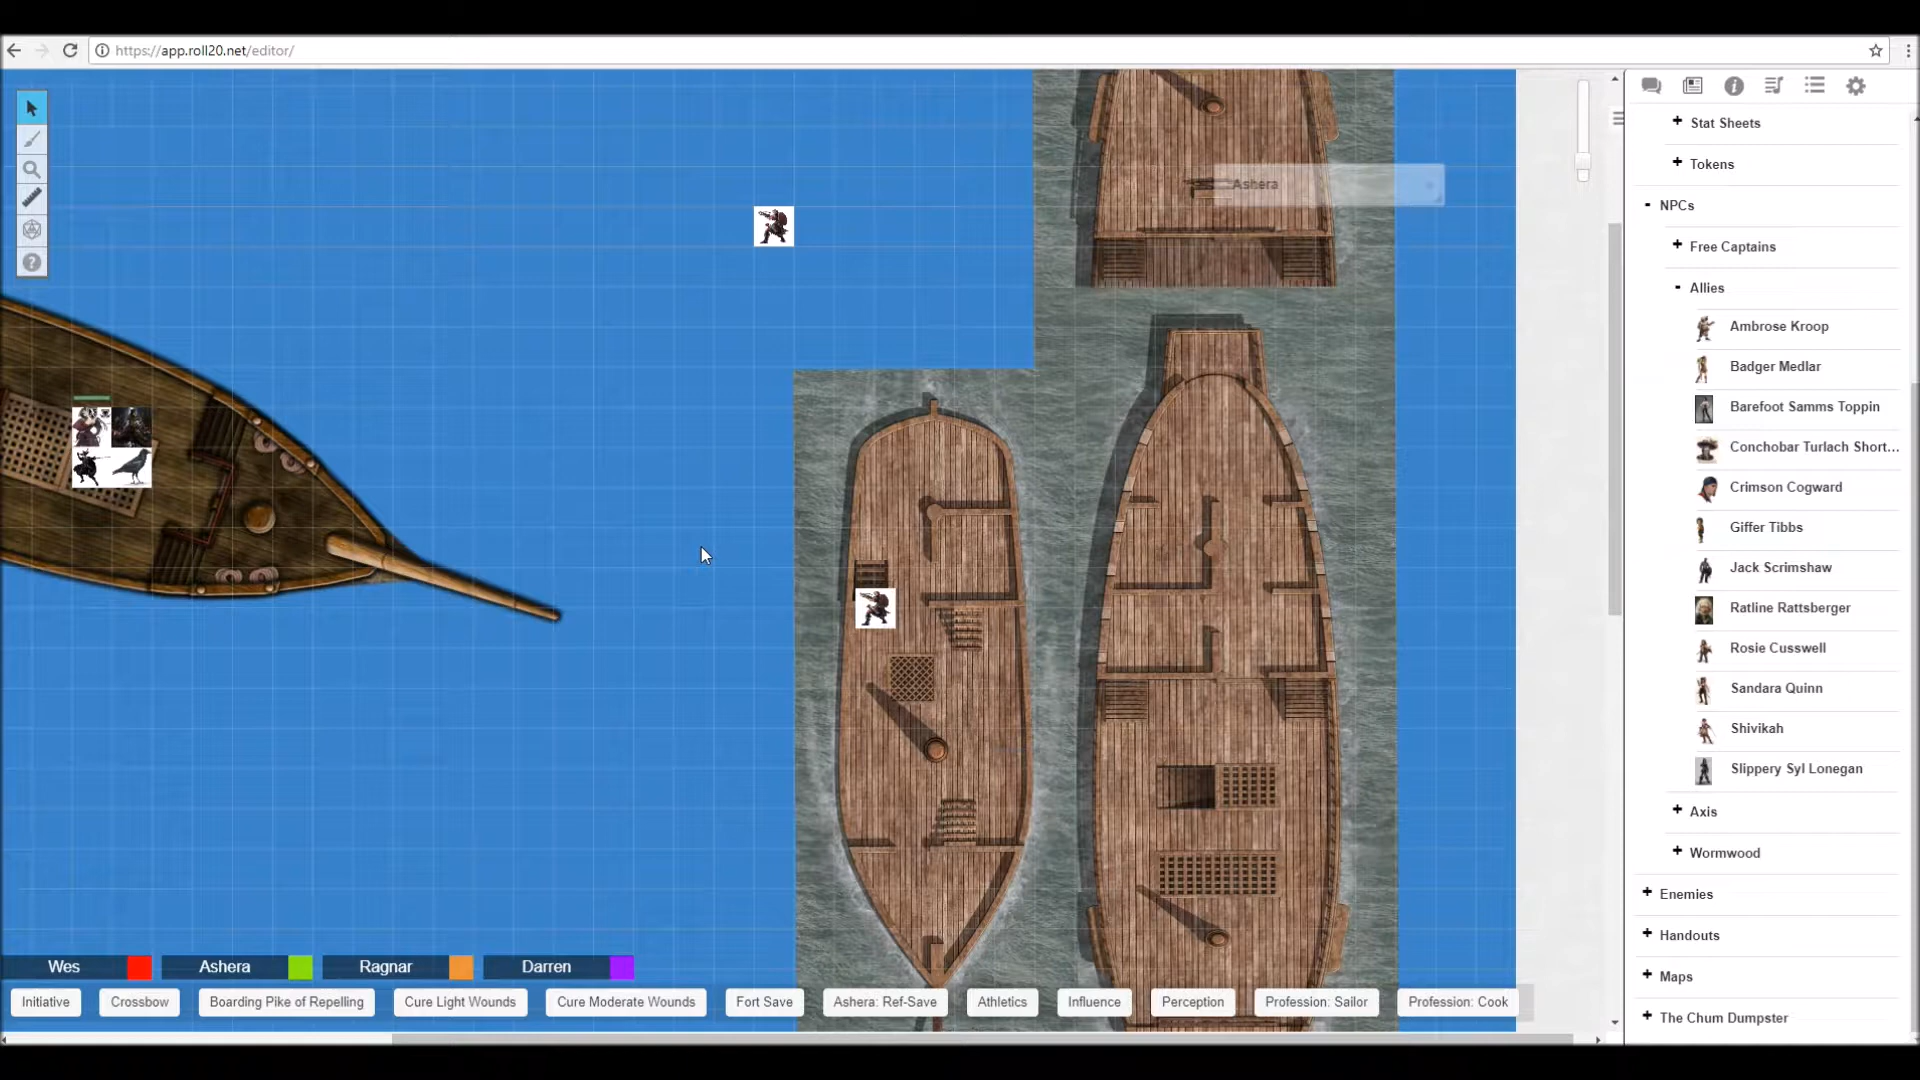 https://app.roll20.net/editor/
Stat Sheets
Tokens
NPCs
Free Captains
Allies
Ambrose Kroop
Badger Medlar
Barefoot Samms Toppin
Conchobar Turlach Short...
Crimson Cogward
Giffer Tibbs
Jack Scrimshaw
Ratline Rattsberger
Rosie Cusswell
Sandara Quinn
Shivikah
Slippery Syl Lonegan
Axis
Wormwood
Enemies
Handouts
Maps
The Chum Dumpster
Ashera
Wes Ashera Ragnar Darren
Initiative Crossbow Boarding Pike of Repelling Cure Light Wounds Cure Moderate Wounds Fort Save Ashera: Ref-Save Athletics Influence Perception Profession: Sailor Profession: Cook